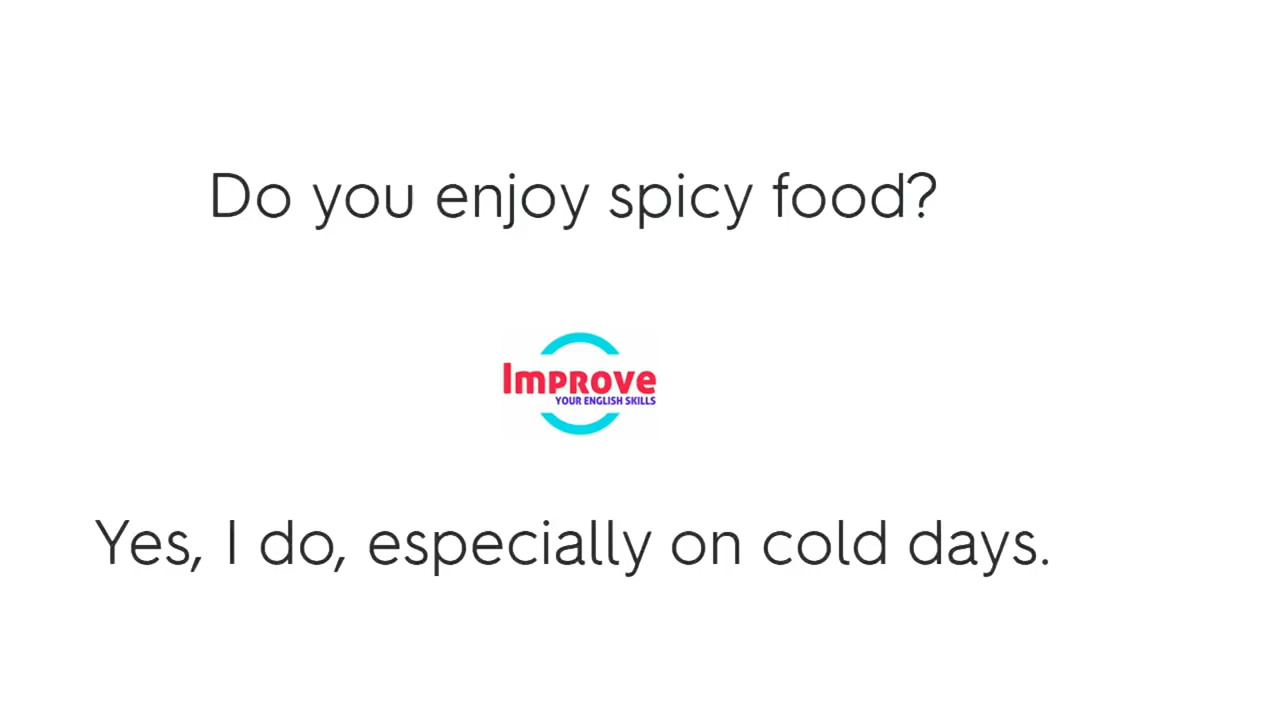 Do you enjoy spicy food?
Improve
YOUR ENGLISH SKILLS
Yes, I do, especially on cold days.